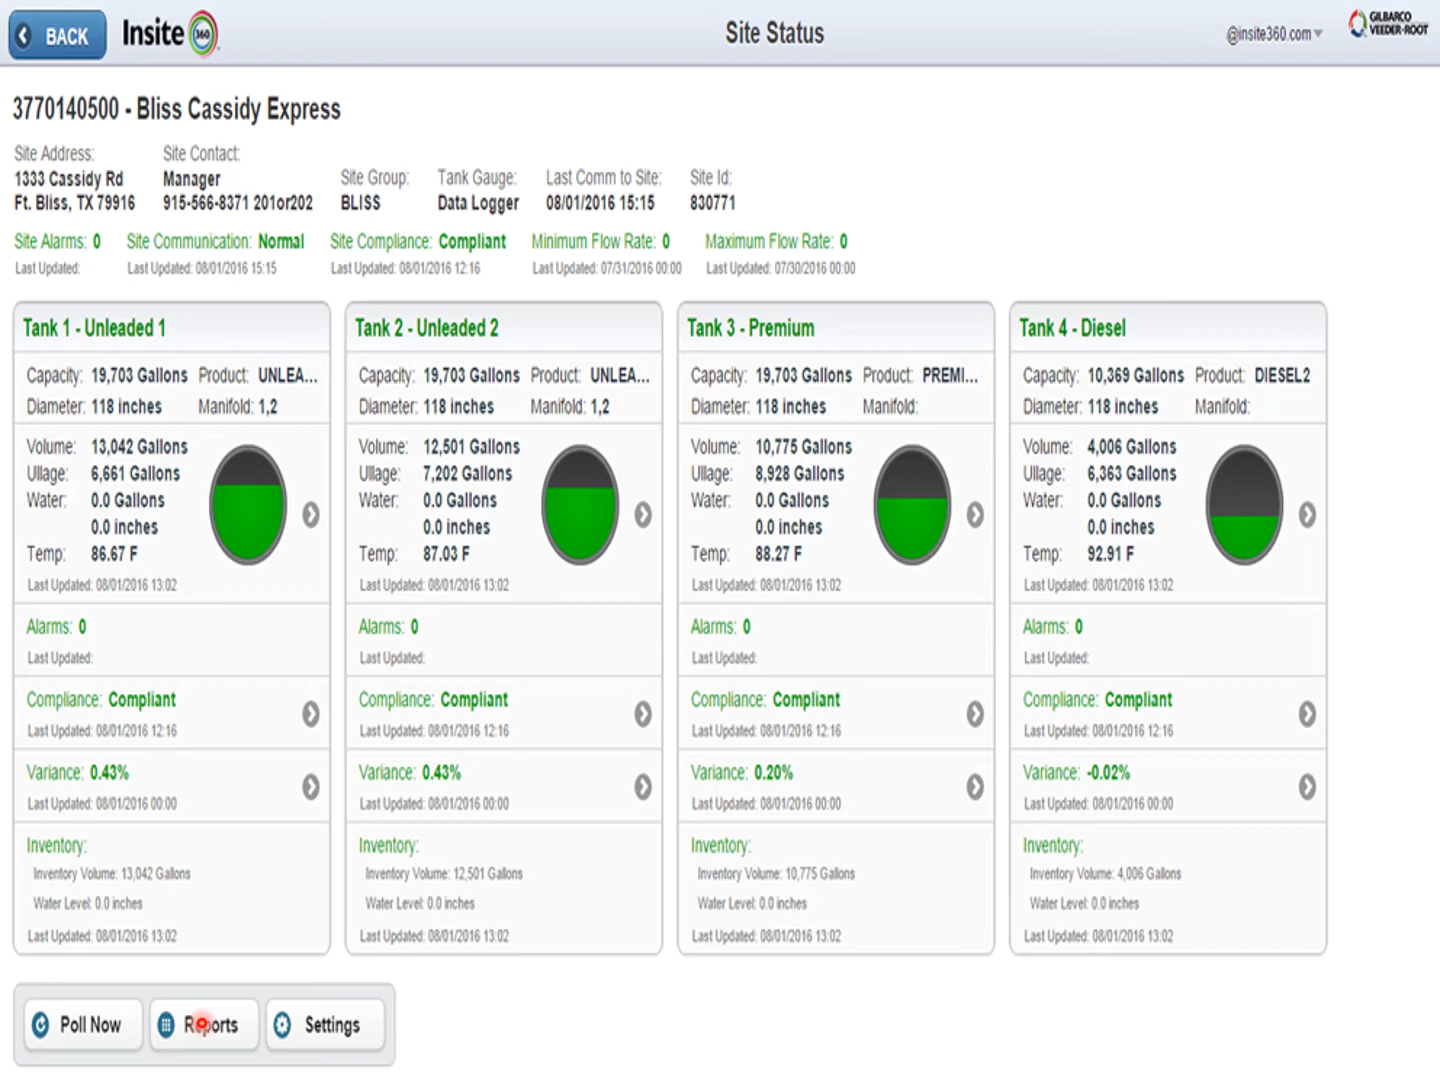 BACK Insite 360 Site Status @insite360.com GILBARCO VEEDER-ROOT
3770140500 - Bliss Cassidy Express
Site Address: Site Contact:
1333 Cassidy Rd Manager Site Group: Tank Gauge: Last Comm to Site: Site Id:
Ft. Bliss, TX 79916 915-566-8371 201or202 BLISS Data Logger 08/01/2016 15:15 830771
Site Alarms: 0 Site Communication: Normal Site Compliance: Compliant Minimum Flow Rate: 0 Maximum Flow Rate: 0
Last Updated: Last Updated: 08/01/2016 15:15 Last Updated: 08/01/2016 12:16 Last Updated: 07/31/2016 00:00 Last Updated: 07/30/2016 00:00
Tank 1 - Unleaded 1
Capacity: 19,703 Gallons Product: UNLEA...
Diameter: 118 inches Manifold: 1,2
Volume: 13,042 Gallons
Ullage: 6,661 Gallons
Water: 0.0 Gallons
0.0 inches
Temp: 86.67 F
Last Updated: 08/01/2016 13:02
Alarms: 0
Last Updated:
Compliance: Compliant
Last Updated: 08/01/2016 12:16
Variance: 0.43%
Last Updated: 08/01/2016 00:00
Inventory:
Inventory Volume: 13,042 Gallons
Water Level: 0.0 inches
Last Updated: 08/01/2016 13:02
Tank 2 - Unleaded 2
Capacity: 19,703 Gallons Product: UNLEA...
Diameter: 118 inches Manifold: 1,2
Volume: 12,501 Gallons
Ullage: 7,202 Gallons
Water: 0.0 Gallons
0.0 inches
Temp: 87.03 F
Last Updated: 08/01/2016 13:02
Alarms: 0
Last Updated:
Compliance: Compliant
Last Updated: 08/01/2016 12:16
Variance: 0.43%
Last Updated: 08/01/2016 00:00
Inventory:
Inventory Volume: 12,501 Gallons
Water Level: 0.0 inches
Last Updated: 08/01/2016 13:02
Tank 3 - Premium
Capacity: 19,703 Gallons Product: PREMI...
Diameter: 118 inches Manifold:
Volume: 10,775 Gallons
Ullage: 8,928 Gallons
Water: 0.0 Gallons
0.0 inches
Temp: 88.27 F
Last Updated: 08/01/2016 13:02
Alarms: 0
Last Updated:
Compliance: Compliant
Last Updated: 08/01/2016 12:16
Variance: 0.20%
Last Updated: 08/01/2016 00:00
Inventory:
Inventory Volume: 10,775 Gallons
Water Level: 0.0 inches
Last Updated: 08/01/2016 13:02
Tank 4 - Diesel
Capacity: 10,369 Gallons Product: DIESEL2
Diameter: 118 inches Manifold:
Volume: 4,006 Gallons
Ullage: 6,363 Gallons
Water: 0.0 Gallons
0.0 inches
Temp: 92.91 F
Last Updated: 08/01/2016 13:02
Alarms: 0
Last Updated:
Compliance: Compliant
Last Updated: 08/01/2016 12:16
Variance: -0.02%
Last Updated: 08/01/2016 00:00
Inventory:
Inventory Volume: 4,006 Gallons
Water Level: 0.0 inches
Last Updated: 08/01/2016 13:02
Poll Now Reports Settings